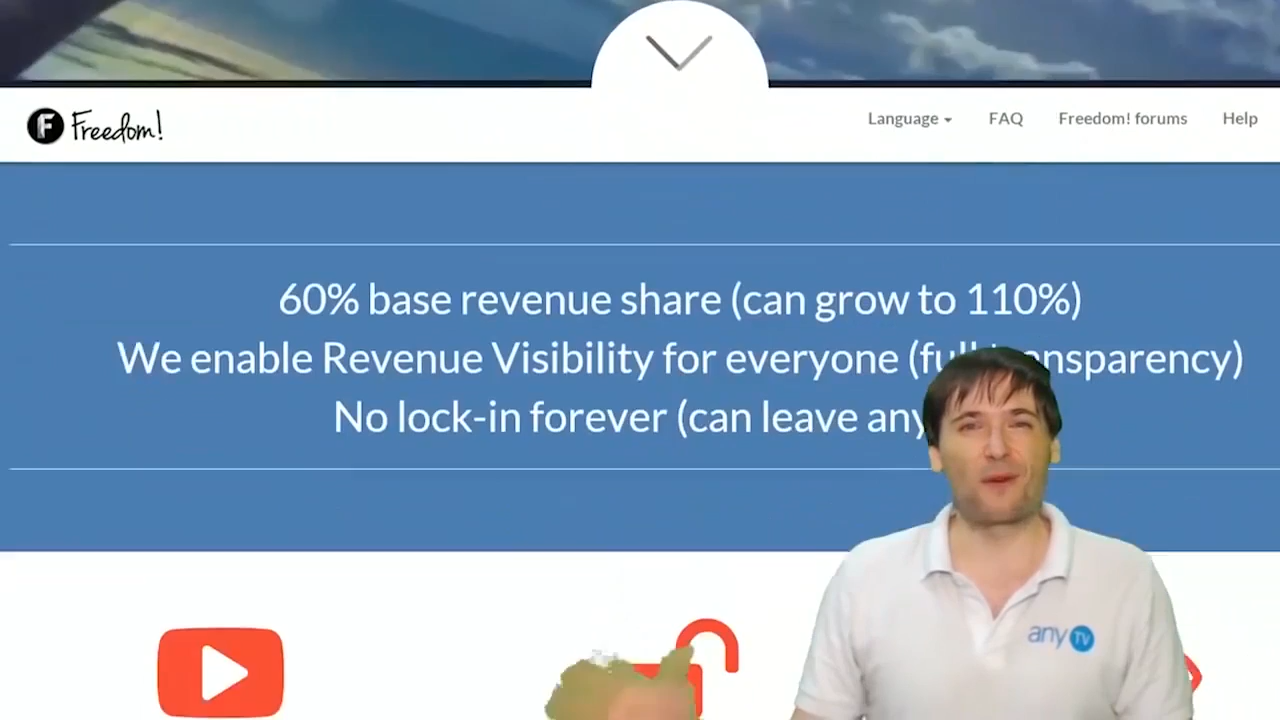 F Freedom!
Language FAQ Freedom! forums Help
60% base revenue share (can grow to 110%)
We enable Revenue Visibility for everyone (full transparency)
No lock-in forever (can leave any
any TV